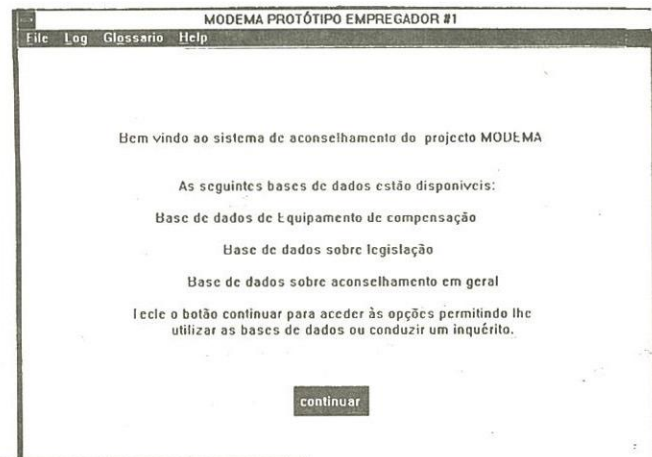 MODEMA PROTÓTIPO EMPREGADOR #1
File Log Glossario Help
Bem vindo ao sistema de aconselhamento do projecto MODEMA
As seguintes bases de dados estão disponiveis:
Base de dados de Equipamento de compensação
Base de dados sobre legislação
Base de dados sobre aconselhamento em geral
Tecle o botão continuar para aceder às opções permitindo lhe
utilizar as bases de dados ou conduzir um inquérito.
continuar